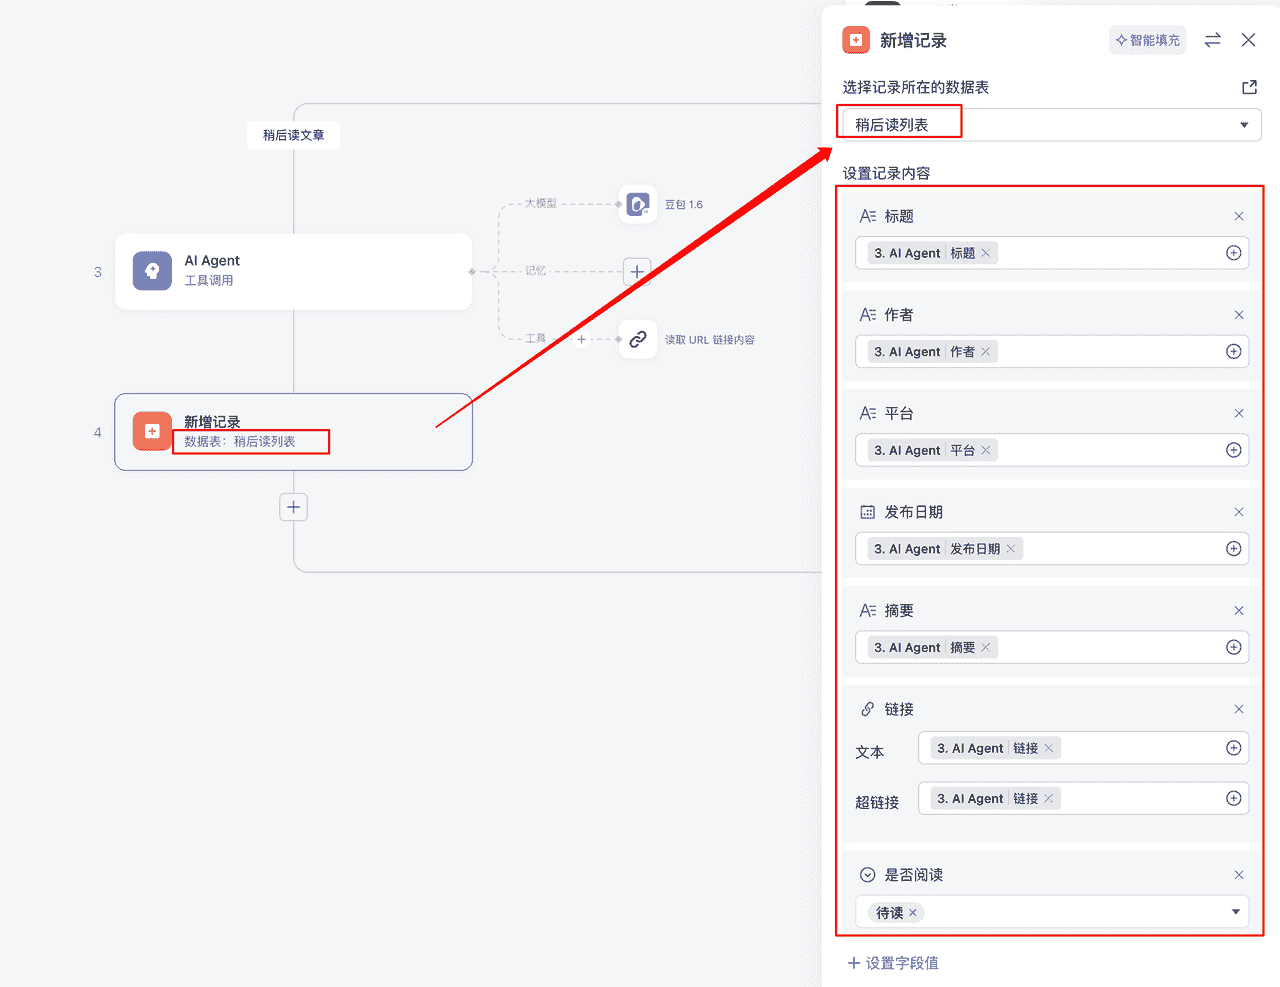 稍后读文章
3
AI Agent
工具调用
大模型
豆包 1.6
记忆
工具
读取 URL 链接内容
4
新增记录
数据表：稍后读列表
新增记录
智能填充
选择记录所在的数据表
稍后读列表
设置记录内容
标题
3. AI Agent 标题
作者
3. AI Agent 作者
平台
3. AI Agent 平台
发布日期
3. AI Agent 发布日期
摘要
3. AI Agent 摘要
链接
文本
3. AI Agent 链接
超链接
3. AI Agent 链接
是否阅读
待读
设置字段值